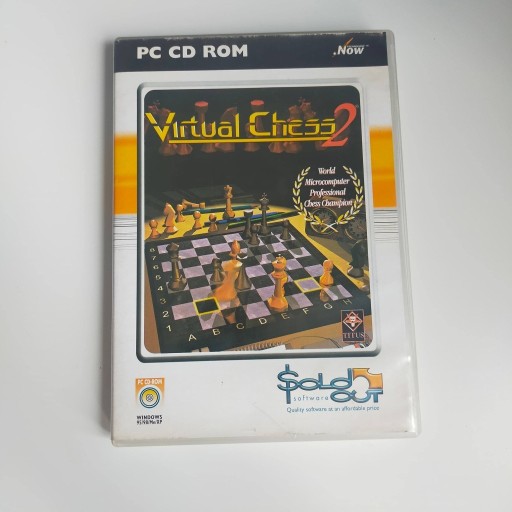 PC CD ROM
.Now
Virtual Chess 2
World
Microcomputer
Professional
Chess Champion
8
7
6
5
4
3
2
1
A B C D E F G H
TITUS
PC CD-ROM
WINDOWS
95/98/Me/XP
$old Out
software
Quality software at an affordable price